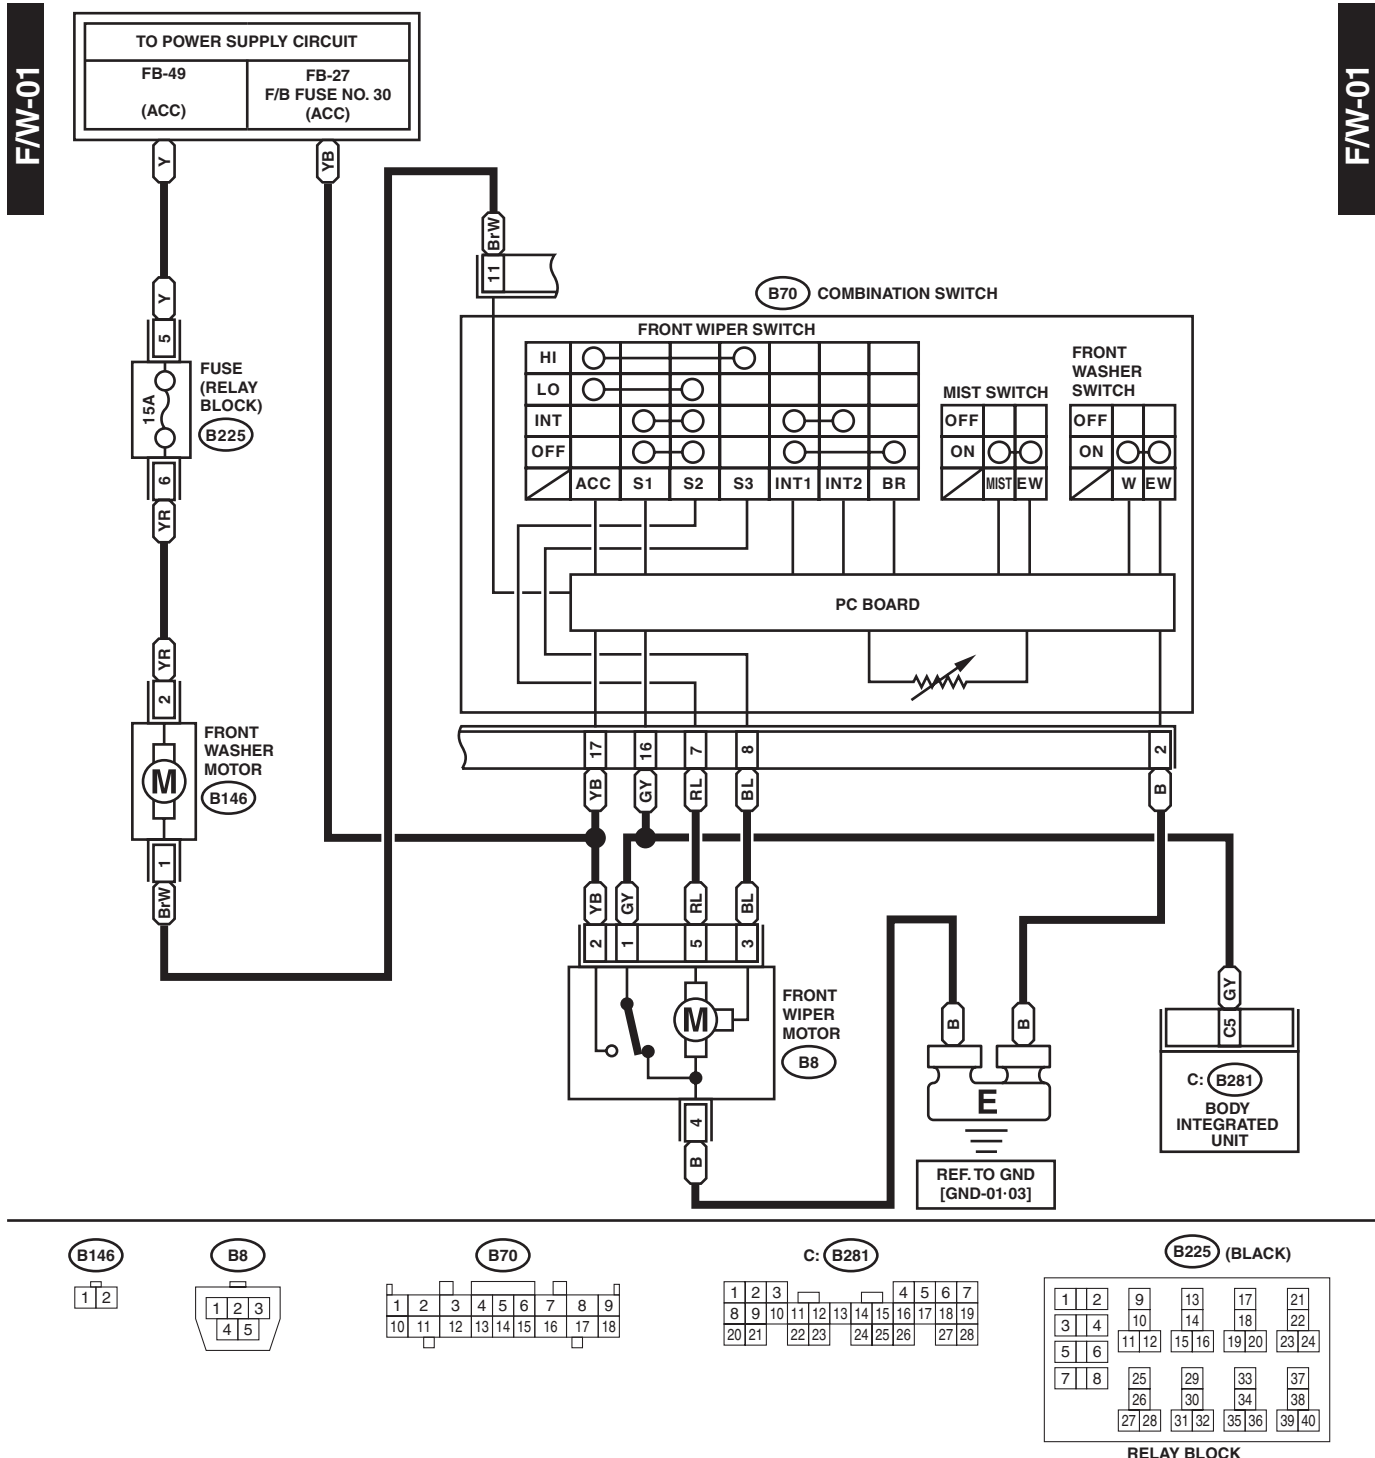 F/W-01
F/W-01
TO POWER SUPPLY CIRCUIT
FB-49
(ACC)
FB-27
F/B FUSE NO. 30
(ACC)
Y
YB
BrW
11
Y
5
15A
FUSE
(RELAY
BLOCK)
B225
6
YR
YR
2
FRONT
WASHER
MOTOR
M
B146
1
BrW
B70 COMBINATION SWITCH
FRONT WIPER SWITCH
HI
LO
INT
OFF
ACC S1 S2 S3 INT1 INT2 BR
MIST SWITCH
OFF
ON
MIST EW
FRONT
WASHER
SWITCH
OFF
ON
W EW
PC BOARD
17 16 7 8 2
YB GY RL BL B
YB GY RL BL
2 1 5 3
M
FRONT
WIPER
MOTOR
B8
4
B
B B
E
REF. TO GND
[GND-01·03]
GY
C5
C: B281
BODY
INTEGRATED
UNIT
B146
1 2
B8
1 2 3
4 5
B70
1 2 3 4 5 6 7 8 9
10 11 12 13 14 15 16 17 18
C: B281
1 2 3 4 5 6 7
8 9 10 11 12 13 14 15 16 17 18 19
20 21 22 23 24 25 26 27 28
B225 (BLACK)
1 2 9 13 17 21
3 4 10 14 18 22
5 6 11 12 15 16 19 20 23 24
7 8 25 29 33 37
26 30 34 38
27 28 31 32 35 36 39 40
RELAY BLOCK